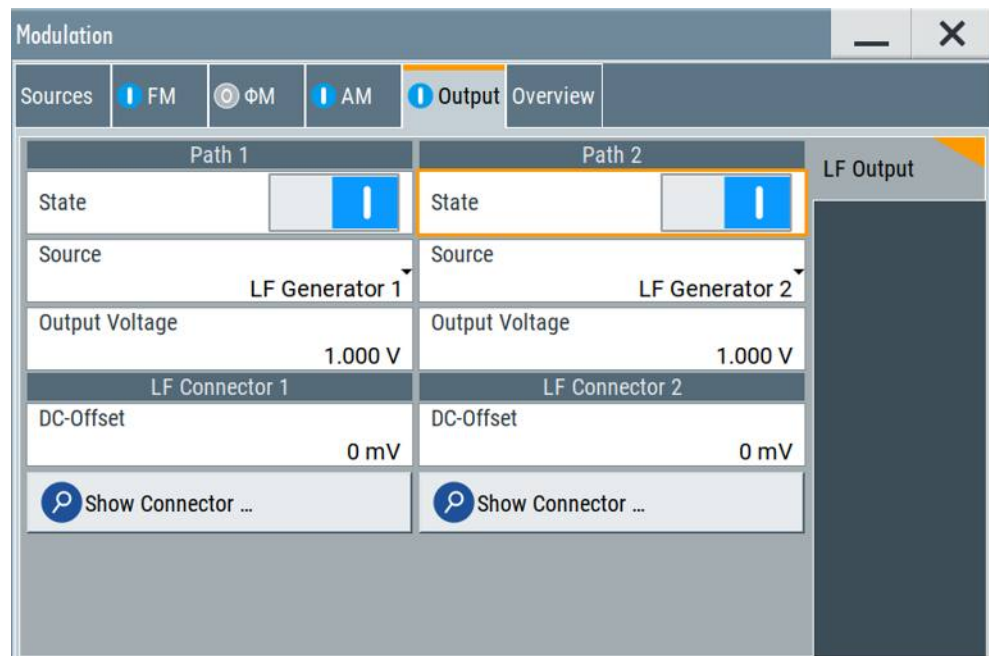 Modulation
Sources FM ΦM AM Output Overview
Path 1 Path 2
LF Output
State State
Source Source
LF Generator 1 LF Generator 2
Output Voltage Output Voltage
1.000 V 1.000 V
LF Connector 1 LF Connector 2
DC-Offset DC-Offset
0 mV 0 mV
Show Connector ... Show Connector ...